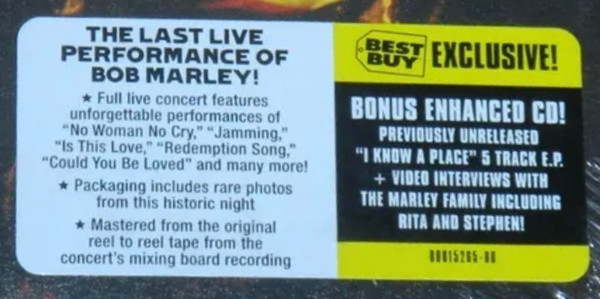 THE LAST LIVE
PERFORMANCE OF
BOB MARLEY!
★ Full live concert features
unforgettable performances of
"No Woman No Cry," "Jamming,"
"Is This Love," "Redemption Song,"
"Could You Be Loved" and many more!
★ Packaging includes rare photos
from this historic night
★ Mastered from the original
reel to reel tape from the
concert's mixing board recording
BEST
BUY
EXCLUSIVE!
BONUS ENHANCED CD!
PREVIOUSLY UNRELEASED
"I KNOW A PLACE" 5 TRACK E.P.
+ VIDEO INTERVIEWS WITH
THE MARLEY FAMILY INCLUDING
RITA AND STEPHEN!